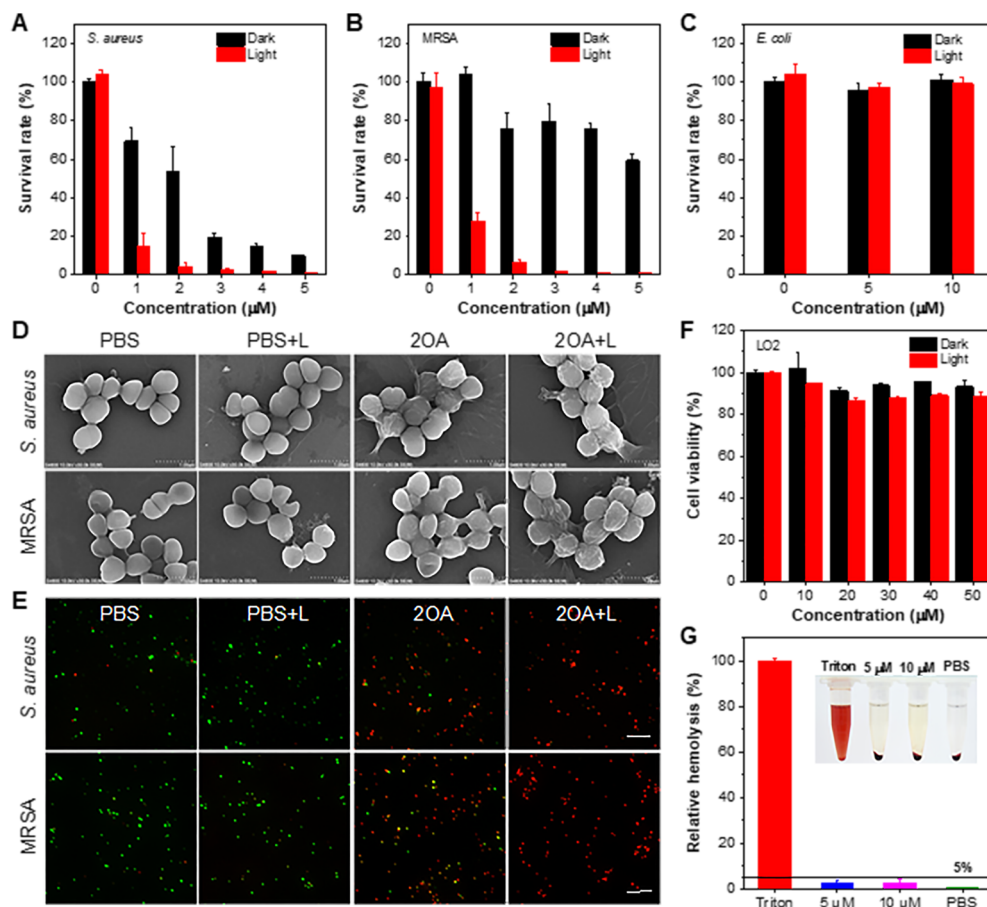 A
S. aureus
Dark
Light
Survival rate (%)
120
100
80
60
40
20
0
0 1 2 3 4 5
Concentration (μM)
B
MRSA
Dark
Light
Survival rate (%)
120
100
80
60
40
20
0
0 1 2 3 4 5
Concentration (μM)
C
E. coli
Dark
Light
Survival rate (%)
120
100
80
60
40
20
0
0 5 10
Concentration (μM)
D
PBS PBS+L 2OA 2OA+L
S. aureus
MRSA
E
PBS PBS+L 2OA 2OA+L
S. aureus
MRSA
F
LO2
Dark
Light
Cell viability (%)
120
100
80
60
40
20
0
0 10 20 30 40 50
Concentration (μM)
G
Relative hemolysis (%)
100
80
60
40
20
0
Triton 5 μM 10 μM PBS
5%
Triton 5 μM 10 μM PBS